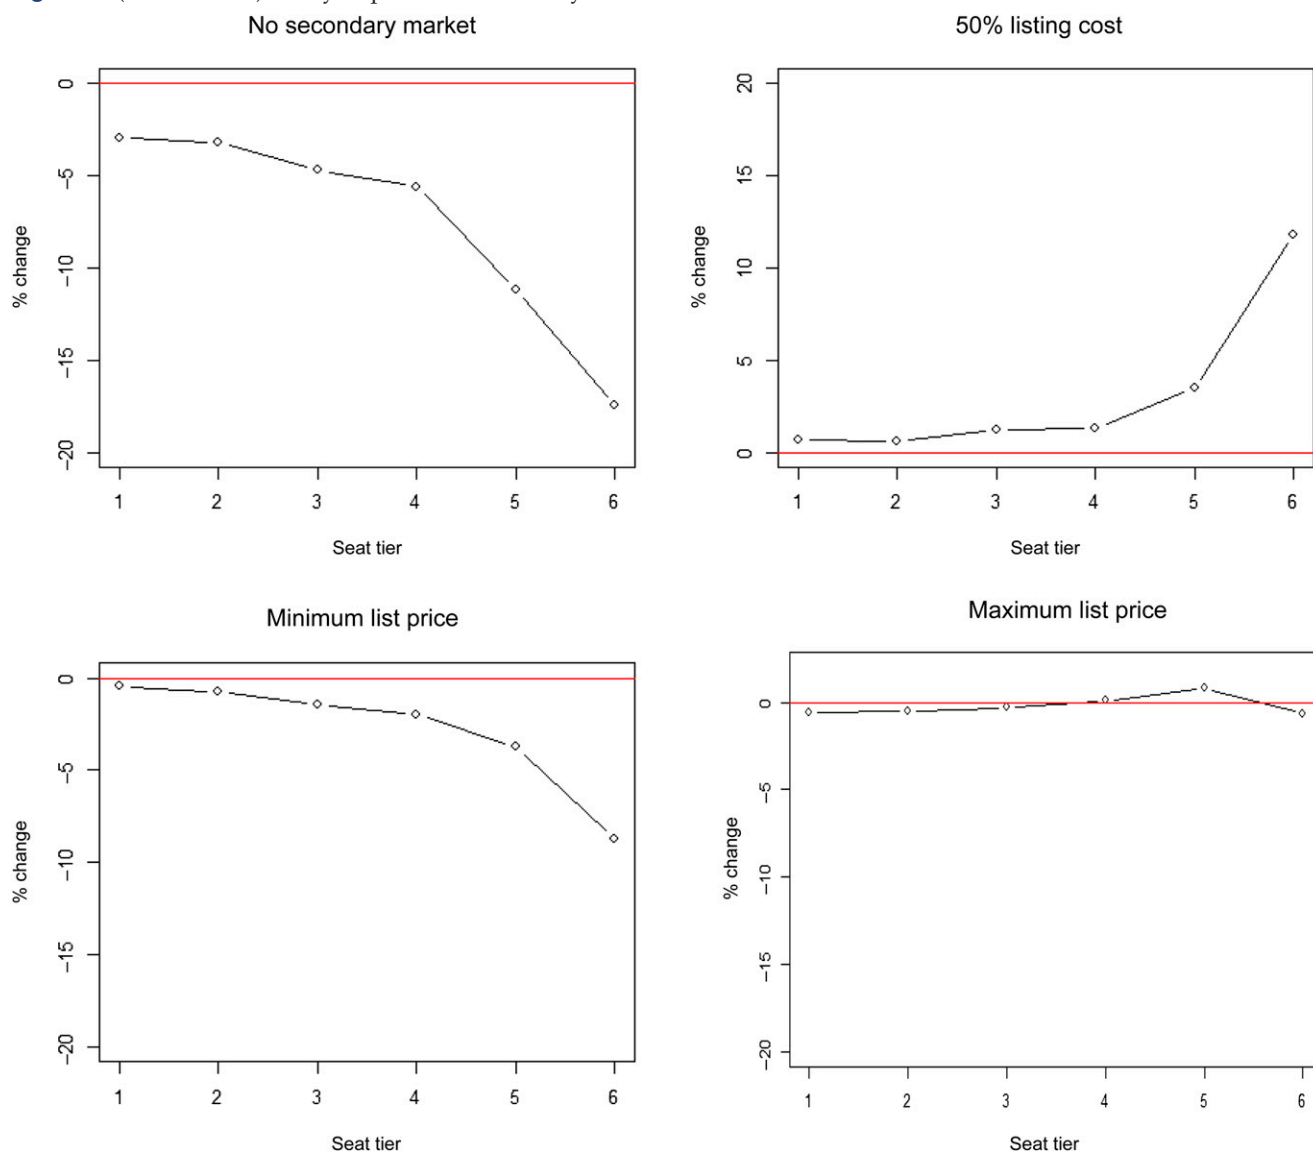 No secondary market
0
−5
−10
−15
−20
% change
1 2 3 4 5 6
Seat tier
50% listing cost
20
15
10
5
0
% change
1 2 3 4 5 6
Seat tier
Minimum list price
0
−5
−10
−15
−20
% change
1 2 3 4 5 6
Seat tier
Maximum list price
0
−5
−10
−15
−20
% change
1 2 3 4 5 6
Seat tier